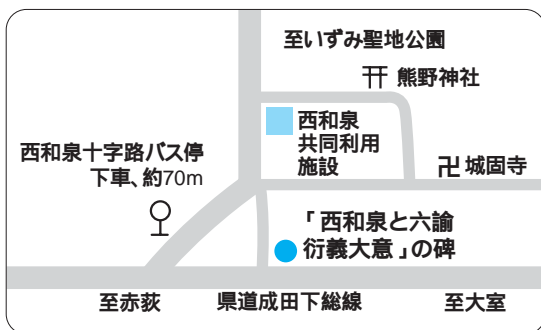 至いずみ聖地公園
熊野神社
西和泉
共同利用
施設
西和泉十字路バス停
下車、約70m
卍城固寺
「西和泉と六諭
衍義大意」の碑
至赤荻
県道成田下総線
至大室